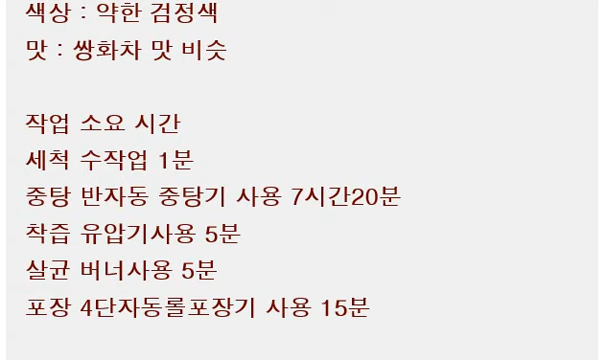 색상 : 약한 검정색
맛 : 쌍화차 맛 비슷
작업 소요 시간
세척 수작업 1분
중탕 반자동 중탕기 사용 7시간20분
착즙 유압기사용 5분
살균 버너사용 5분
포장 4단자동롤포장기 사용 15분